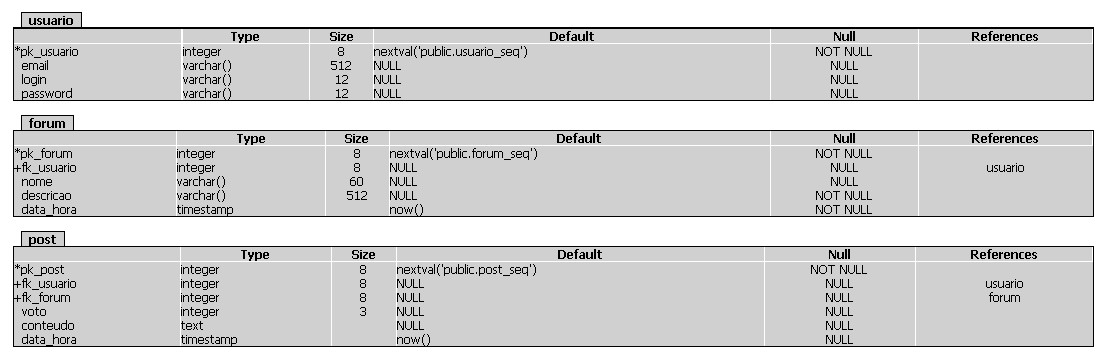 usuario
Type Size Default Null References
*pk_usuario integer 8 nextval('public.usuario_seq') NOT NULL
email varchar() 512 NULL NULL
login varchar() 12 NULL NULL
password varchar() 12 NULL NULL
forum
Type Size Default Null References
*pk_forum integer 8 nextval('public.forum_seq') NOT NULL
+fk_usuario integer 8 NULL NULL usuario
nome varchar() 60 NULL NULL
descricao varchar() 512 NULL NOT NULL
data_hora timestamp now() NOT NULL
post
Type Size Default Null References
*pk_post integer 8 nextval('public.post_seq') NOT NULL
+fk_usuario integer 8 NULL NULL usuario
+fk_forum integer 8 NULL NULL forum
voto integer 3 NULL NULL
conteudo text NULL NULL
data_hora timestamp now() NULL